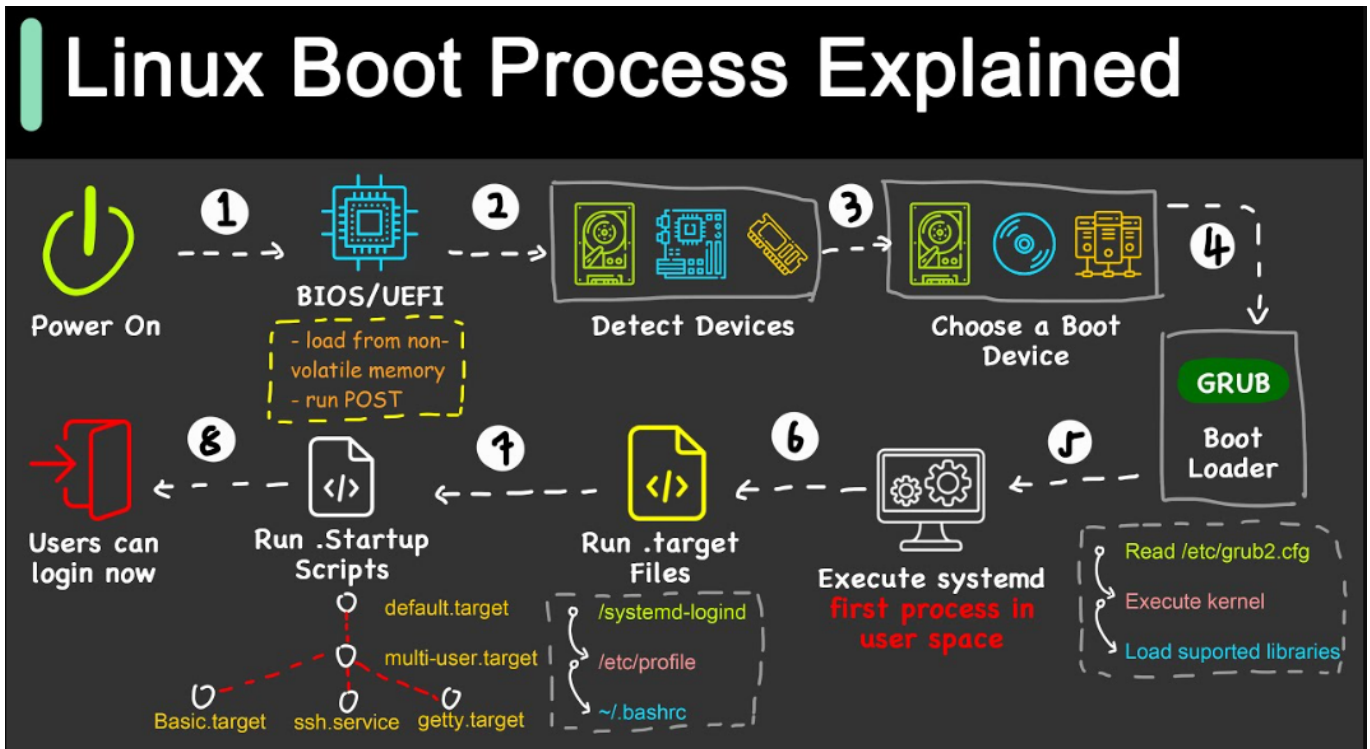 Linux Boot Process Explained
1
2
3
4
Power On
BIOS/UEFI
- load from non-
volatile memory
- run POST
Detect Devices
Choose a Boot
Device
GRUB
Boot
Loader
5
Read /etc/grub2.cfg
Execute kernel
Load suported libraries
Execute systemd
first process in
user space
6
</>
Run .target
Files
/systemd-logind
/etc/profile
~/.bashrc
7
</>
Run .Startup
Scripts
default.target
multi-user.target
Basic.target
ssh.service
getty.target
8
Users can
login now